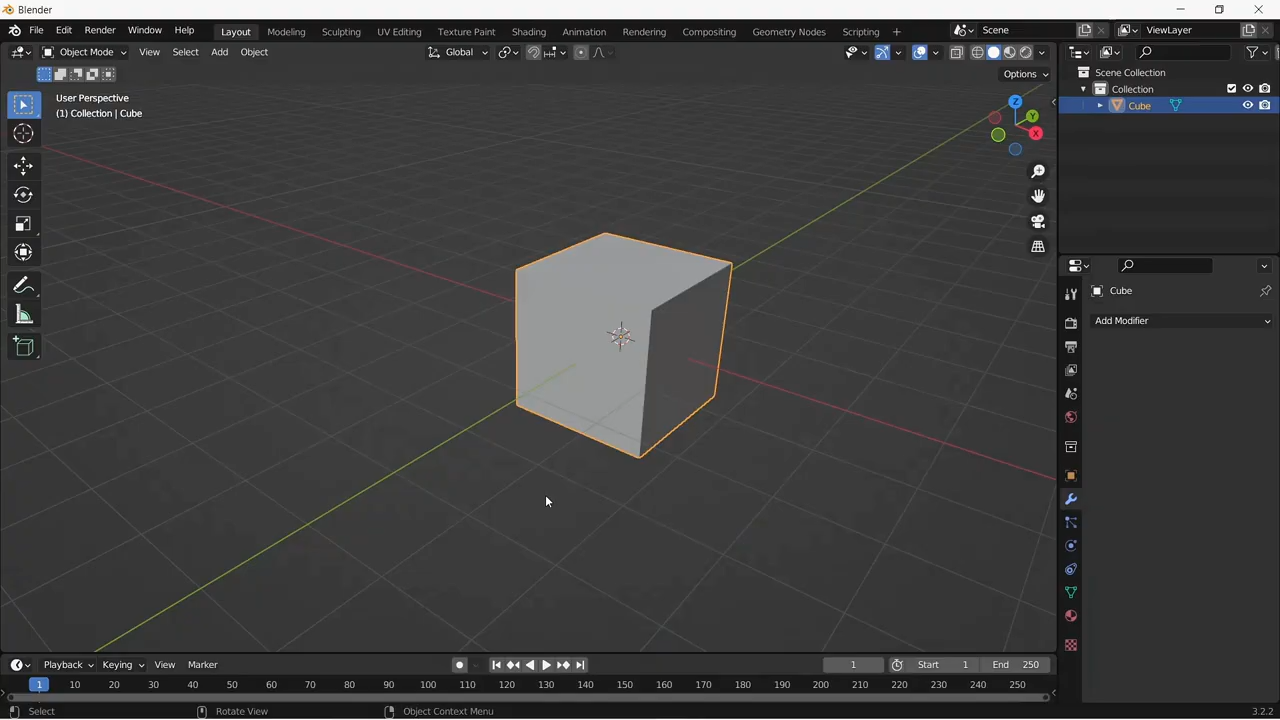 Blender
File Edit Render Window Help Layout Modeling Sculpting UV Editing Texture Paint Shading Animation Rendering Compositing Geometry Nodes Scripting + Scene ViewLayer
Object Mode View Select Add Object Global
Options
User Perspective
(1) Collection | Cube
Z
Y
X
Scene Collection
Collection
Cube
Cube
Add Modifier
Playback Keying View Marker 1 Start 1 End 250
1 10 20 30 40 50 60 70 80 90 100 110 120 130 140 150 160 170 180 190 200 210 220 230 240 250
Select Rotate View Object Context Menu 3.2.2